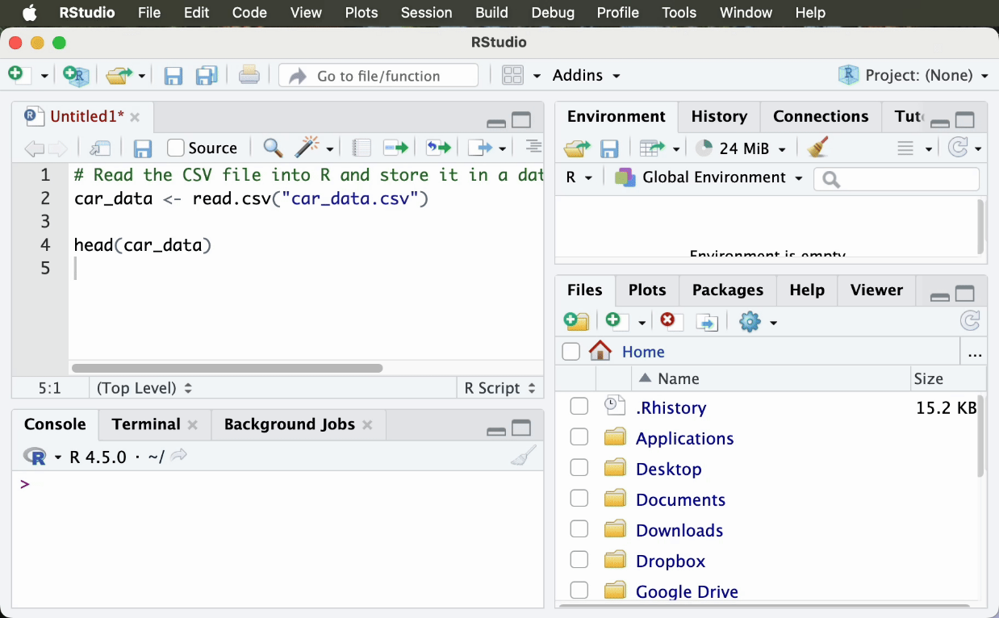 RStudio File Edit Code View Plots Session Build Debug Profile Tools Window Help
RStudio
Go to file/function Addins Project: (None)
Untitled1*
Source
1 # Read the CSV file into R and store it in a dat
2 car_data <- read.csv("car_data.csv")
3
4 head(car_data)
5
5:1 (Top Level) R Script
Console Terminal Background Jobs
R 4.5.0 · ~/
>
Environment History Connections Tut
24 MiB
R Global Environment
Environment is empty
Files Plots Packages Help Viewer
Home ...
Name Size
.Rhistory 15.2 KB
Applications
Desktop
Documents
Downloads
Dropbox
Google Drive